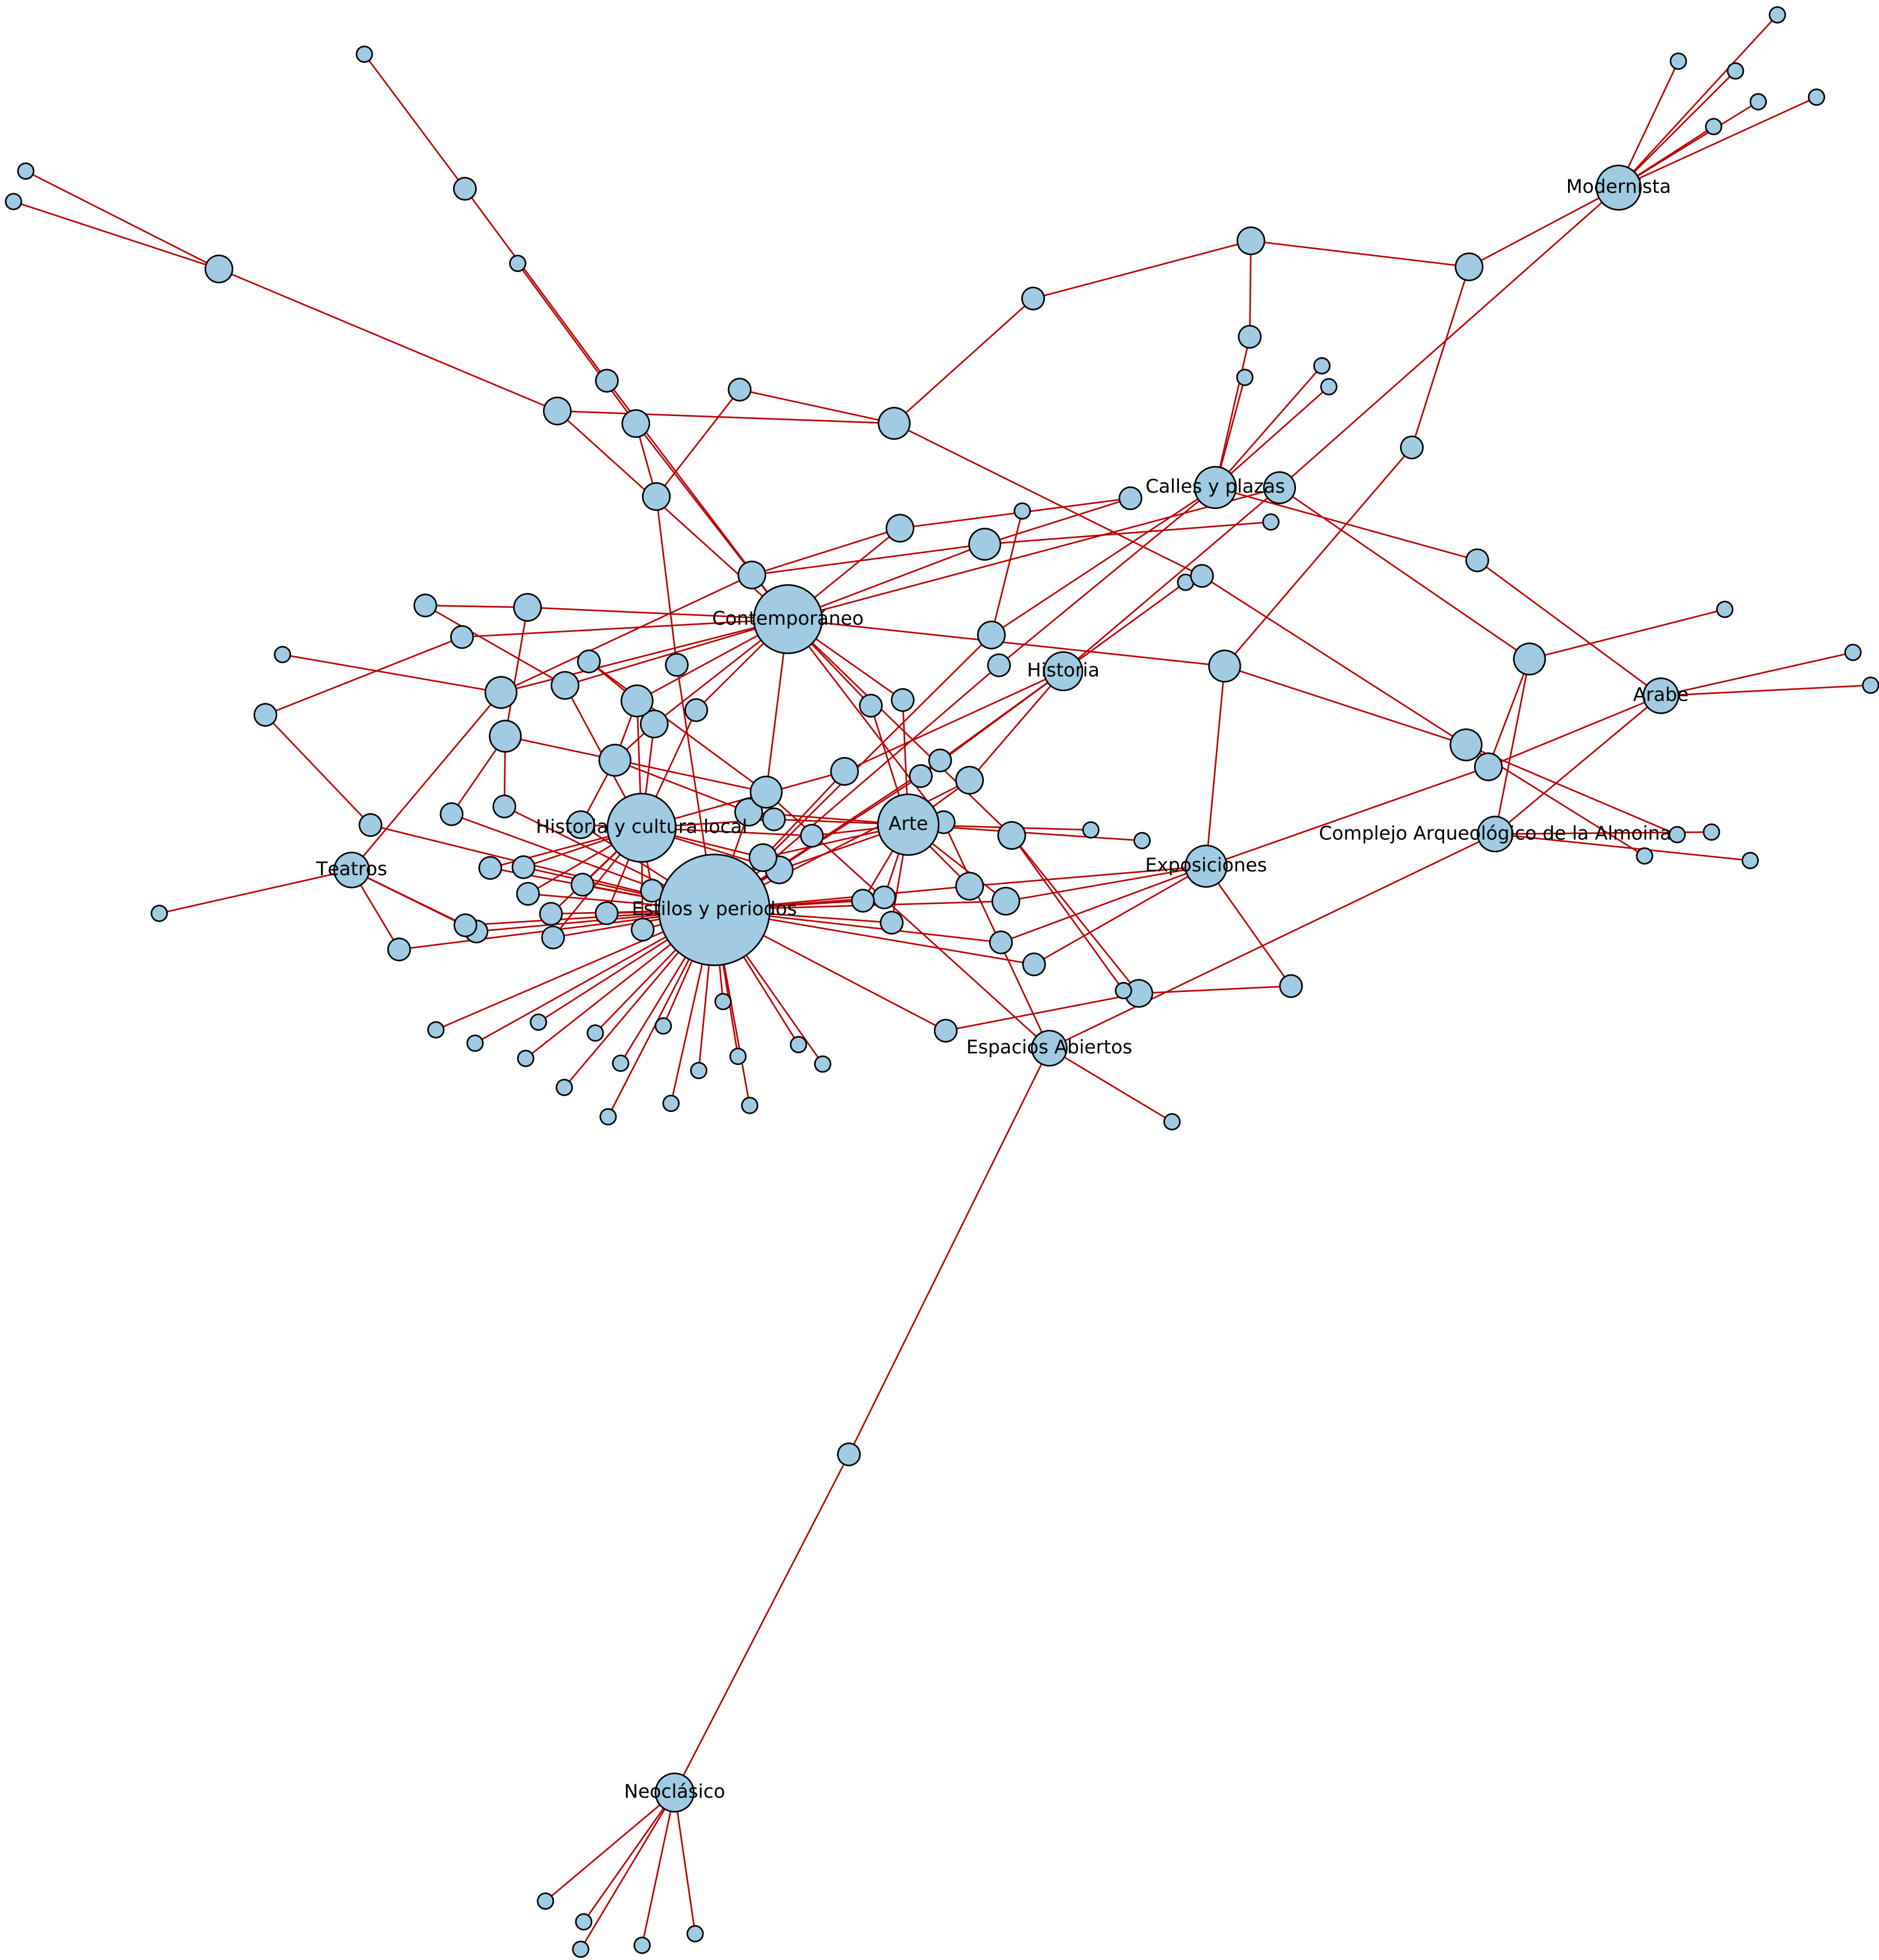 Modernista
Calles y plazas
Contemporáneo
Historia
Arabe
Arte
Historia y cultura local
Complejo Arqueológico de la Almoina
Exposiciones
Teatros
Estilos y periodos
Espacios Abiertos
Neoclásico